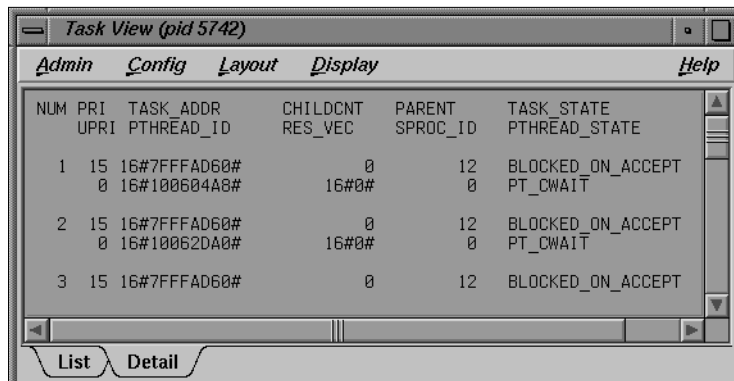 Task View (pid 5742)
Admin Config Layout Display Help
NUM PRI TASK_ADDR CHILDCNT PARENT TASK_STATE
UPRI PTHREAD_ID RES_VEC SPROC_ID PTHREAD_STATE
1 15 16#7FFFAD60# 0 12 BLOCKED_ON_ACCEPT
0 16#100604A8# 16#0# 0 PT_CWAIT
2 15 16#7FFFAD60# 0 12 BLOCKED_ON_ACCEPT
0 16#10062DA0# 16#0# 0 PT_CWAIT
3 15 16#7FFFAD60# 0 12 BLOCKED_ON_ACCEPT
List Detail